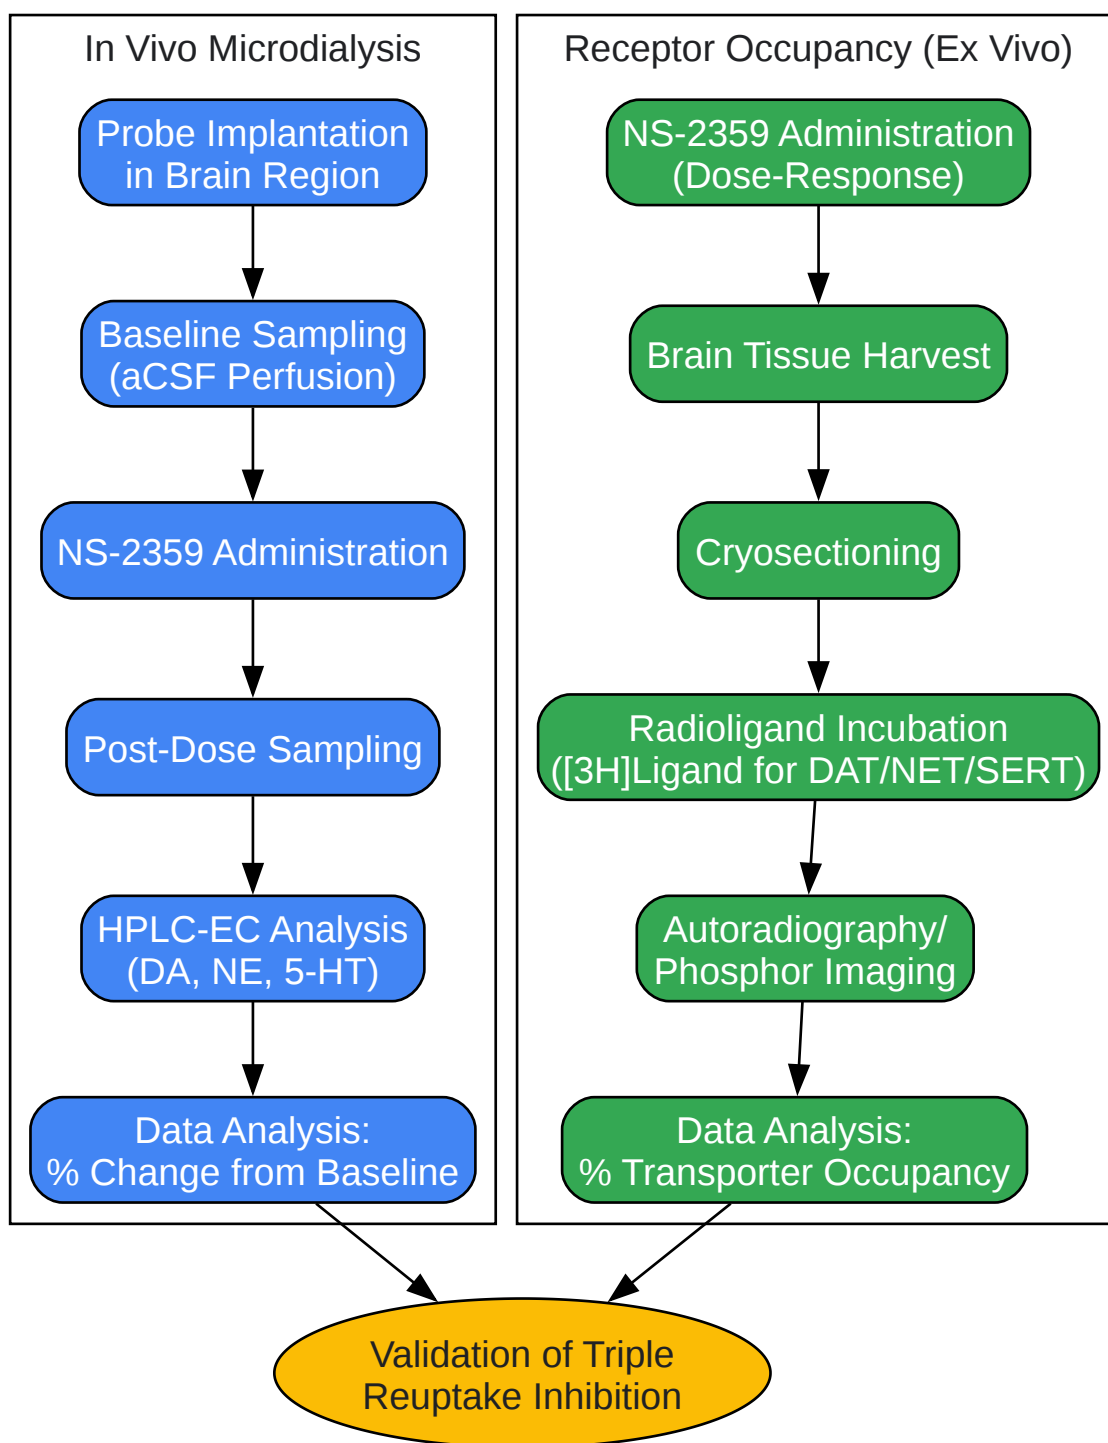 In Vivo Microdialysis
Probe Implantation
in Brain Region
Baseline Sampling
(aCSF Perfusion)
NS-2359 Administration
Post-Dose Sampling
HPLC-EC Analysis
(DA, NE, 5-HT)
Data Analysis:
% Change from Baseline
Receptor Occupancy (Ex Vivo)
NS-2359 Administration
(Dose-Response)
Brain Tissue Harvest
Cryosectioning
Radioligand Incubation
([3H]Ligand for DAT/NET/SERT)
Autoradiography/
Phosphor Imaging
Data Analysis:
% Transporter Occupancy
Validation of Triple
Reuptake Inhibition